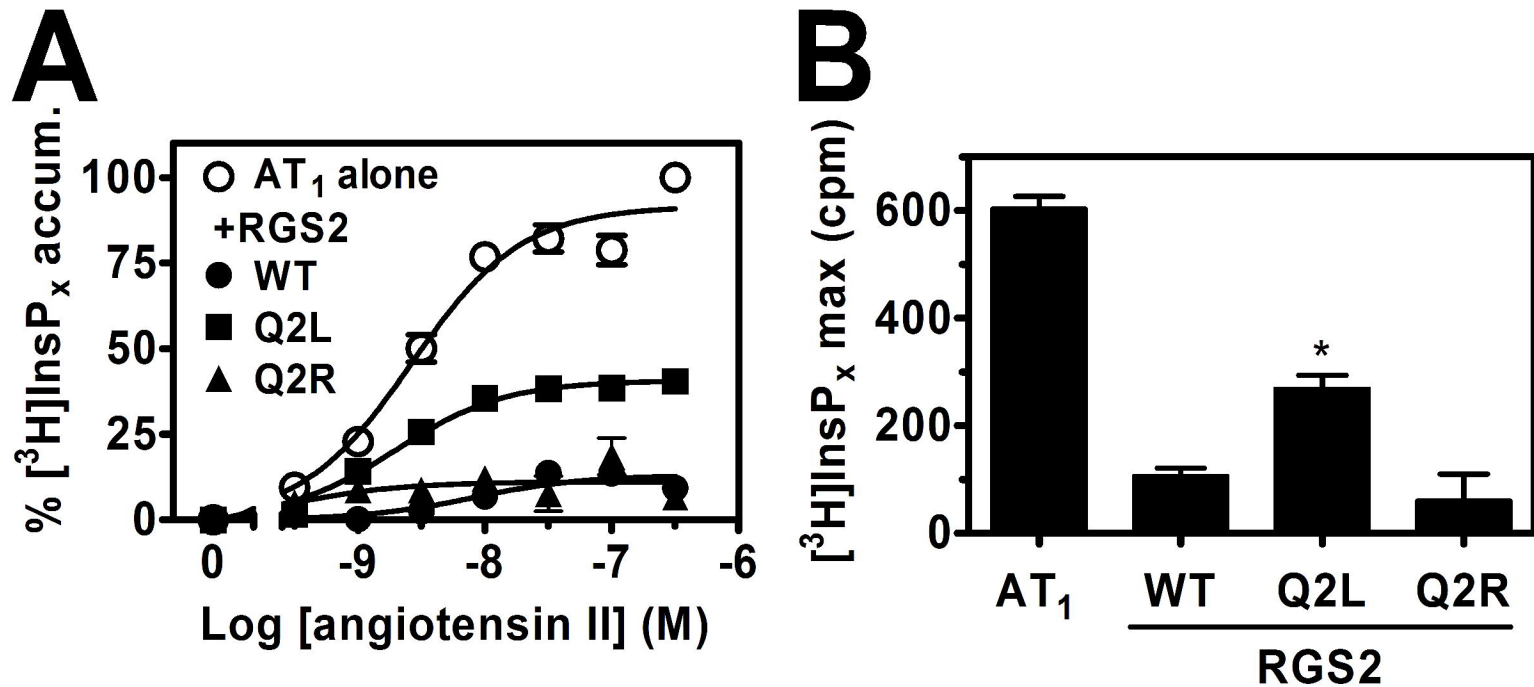 A
% [³H]InsPₓ accum.
100
75
50
25
0
AT₁ alone
+RGS2
WT
Q2L
Q2R
0 -9 -8 -7 -6
Log [angiotensin II] (M)
B
[³H]InsPₓ max (cpm)
600
400
200
0
*
AT₁ WT Q2L Q2R
RGS2